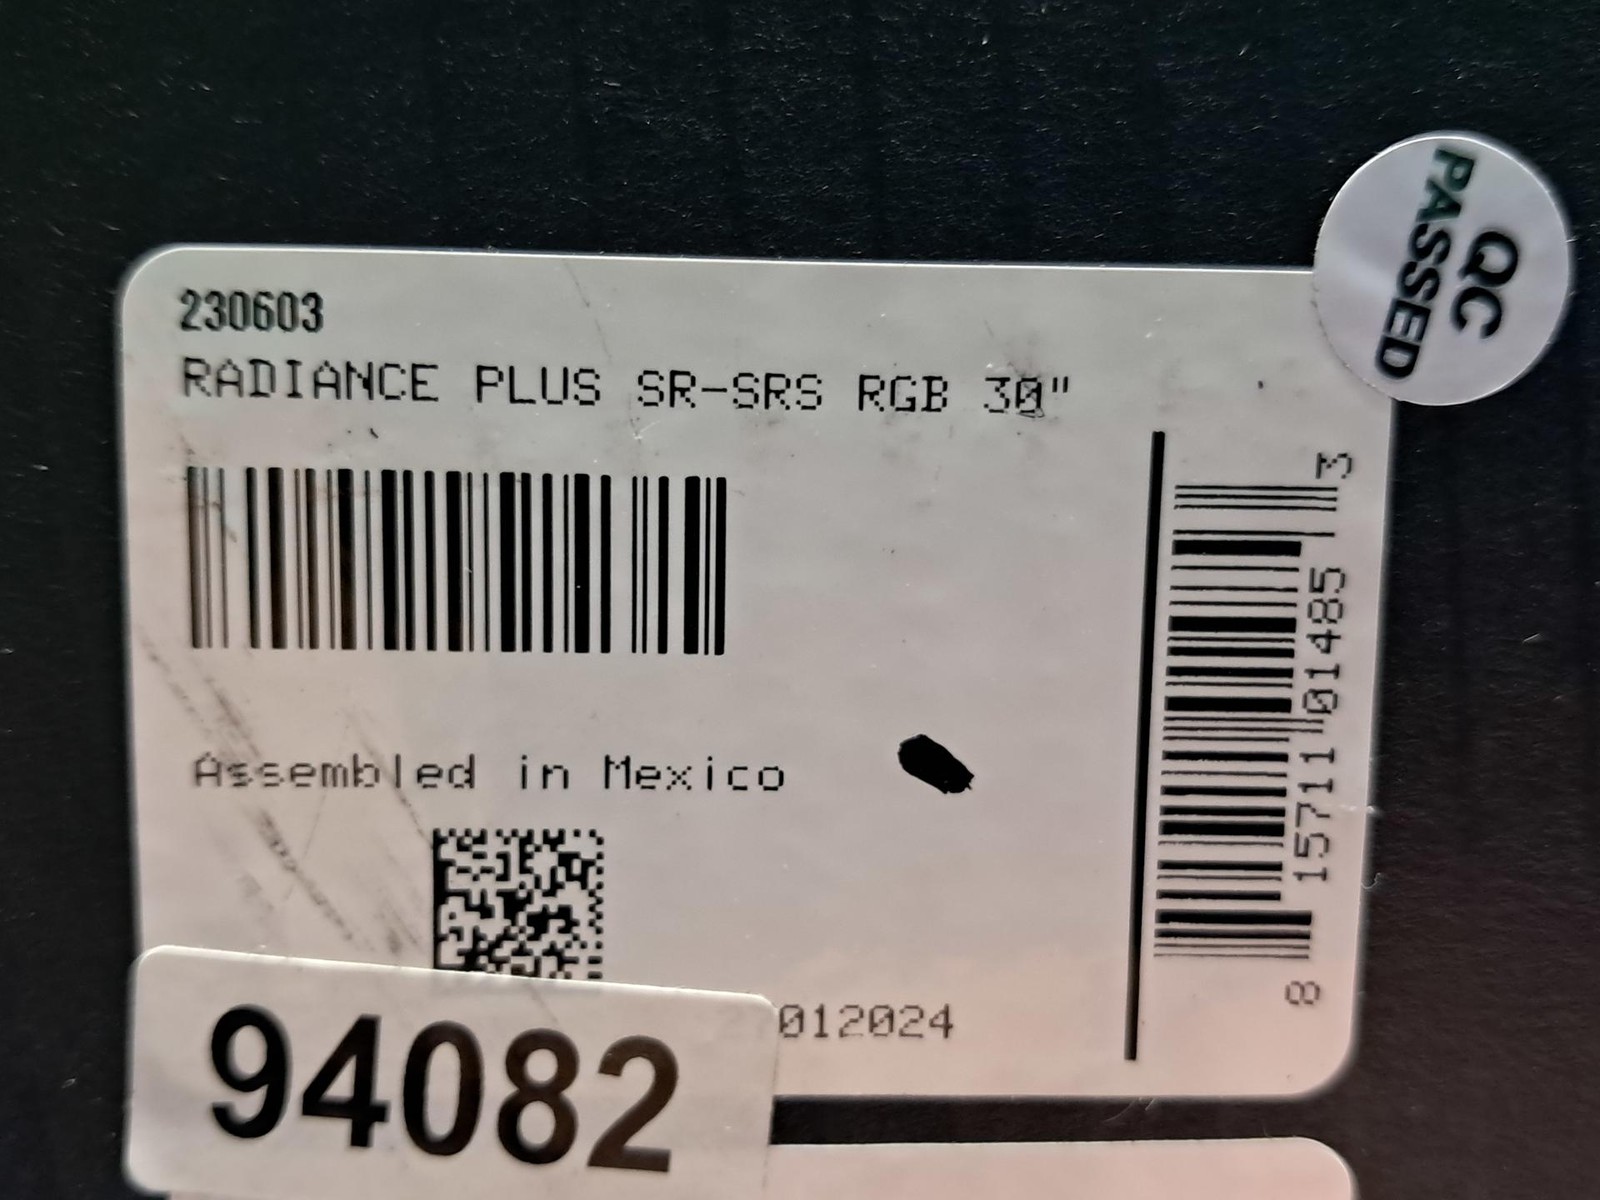 230603
RADIANCE PLUS SR-SRS RGB 30"
QC
PASSED
Assembled in Mexico
8 15711 01485 3
012024
94082